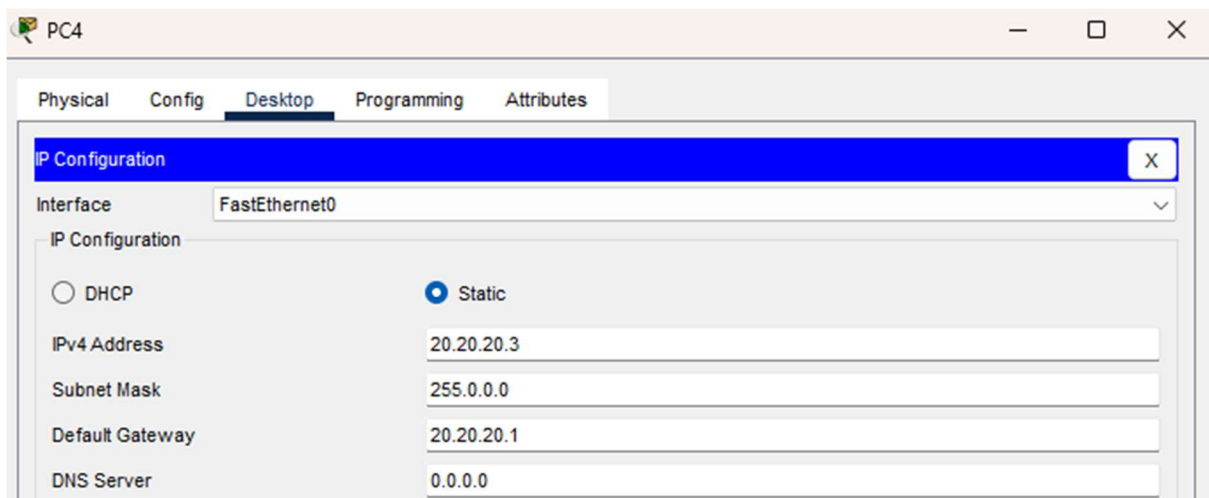 PC4
Physical Config Desktop Programming Attributes
IP Configuration X
Interface FastEthernet0
IP Configuration
DHCP Static
IPv4 Address 20.20.20.3
Subnet Mask 255.0.0.0
Default Gateway 20.20.20.1
DNS Server 0.0.0.0